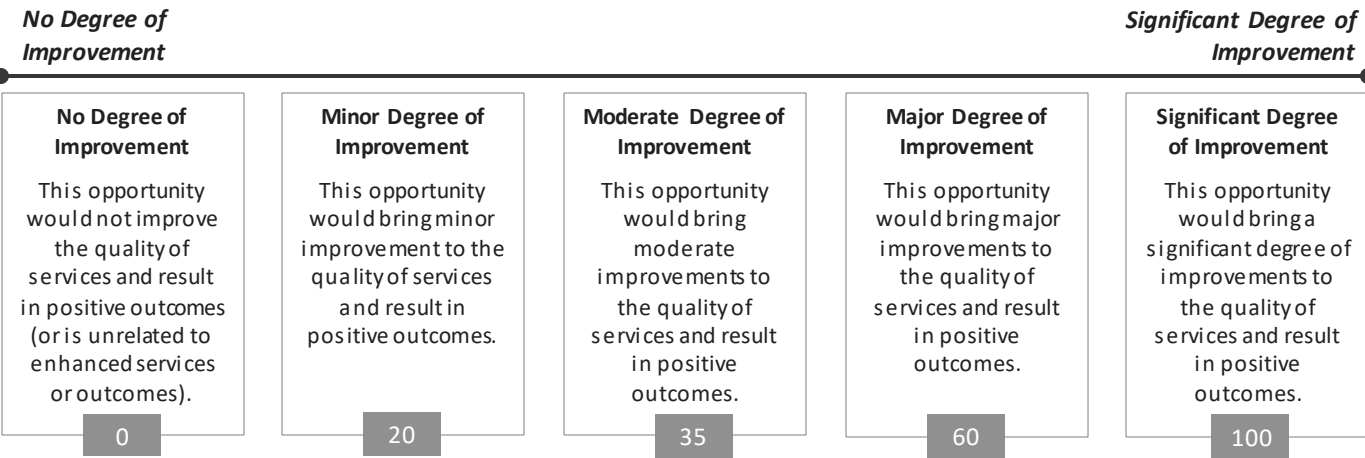 No Degree of
Improvement
Significant Degree of
Improvement
No Degree of
Improvement
This opportunity
would not improve
the quality of
services and result
in positive outcomes
(or is unrelated to
enhanced services
or outcomes).
0
Minor Degree of
Improvement
This opportunity
would bring minor
improvement to the
quality of services
and result in
positive outcomes.
20
Moderate Degree of
Improvement
This opportunity
would bring
moderate
improvements to
the quality of
services and result
in positive
outcomes.
35
Major Degree of
Improvement
This opportunity
would bring major
improvements to
the quality of
services and result
in positive
outcomes.
60
Significant Degree
of Improvement
This opportunity
would bring a
significant degree of
improvements to
the quality of
services and result
in positive
outcomes.
100